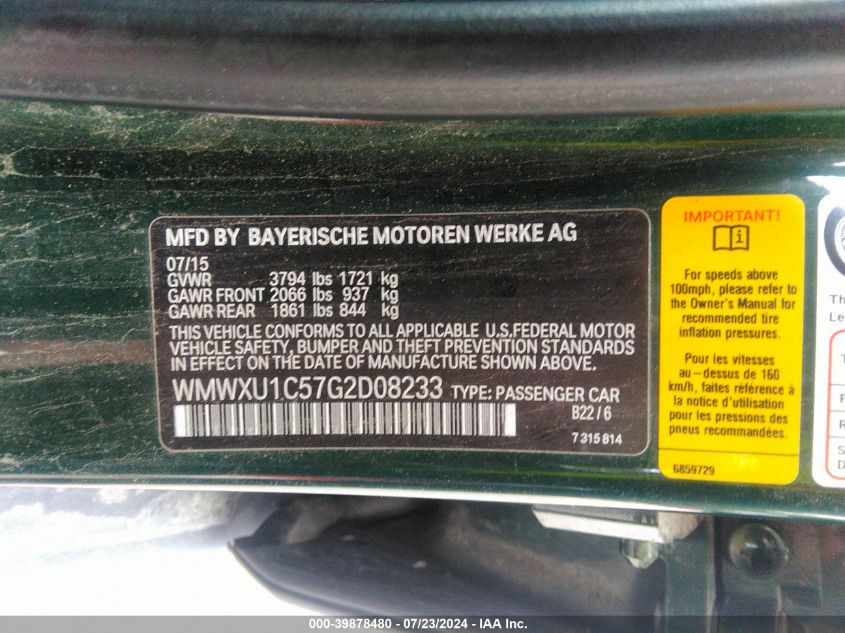 MFD BY BAYERISCHE MOTOREN WERKE AG
07/15
GVWR 3794 lbs 1721 kg
GAWR FRONT 2066 lbs 937 kg
GAWR REAR 1861 lbs 844 kg
THIS VEHICLE CONFORMS TO ALL APPLICABLE U.S.FEDERAL MOTOR
VEHICLE SAFETY, BUMPER AND THEFT PREVENTION STANDARDS
IN EFFECT ON THE DATE OF MANUFACTURE SHOWN ABOVE.
WMWXU1C57G2D08233 TYPE: PASSENGER CAR
B22/6
7315814
IMPORTANT!
For speeds above
100mph, please refer to
the Owner's Manual for
recommended tire
inflation pressures.
Pour les vitesses
au-dessus de 160
km/h, faites référence à
la notice d'utilisation
pour les pressions des
pneus recommandées.
6859729
000-39878480 - 07/23/2024 - IAA Inc.